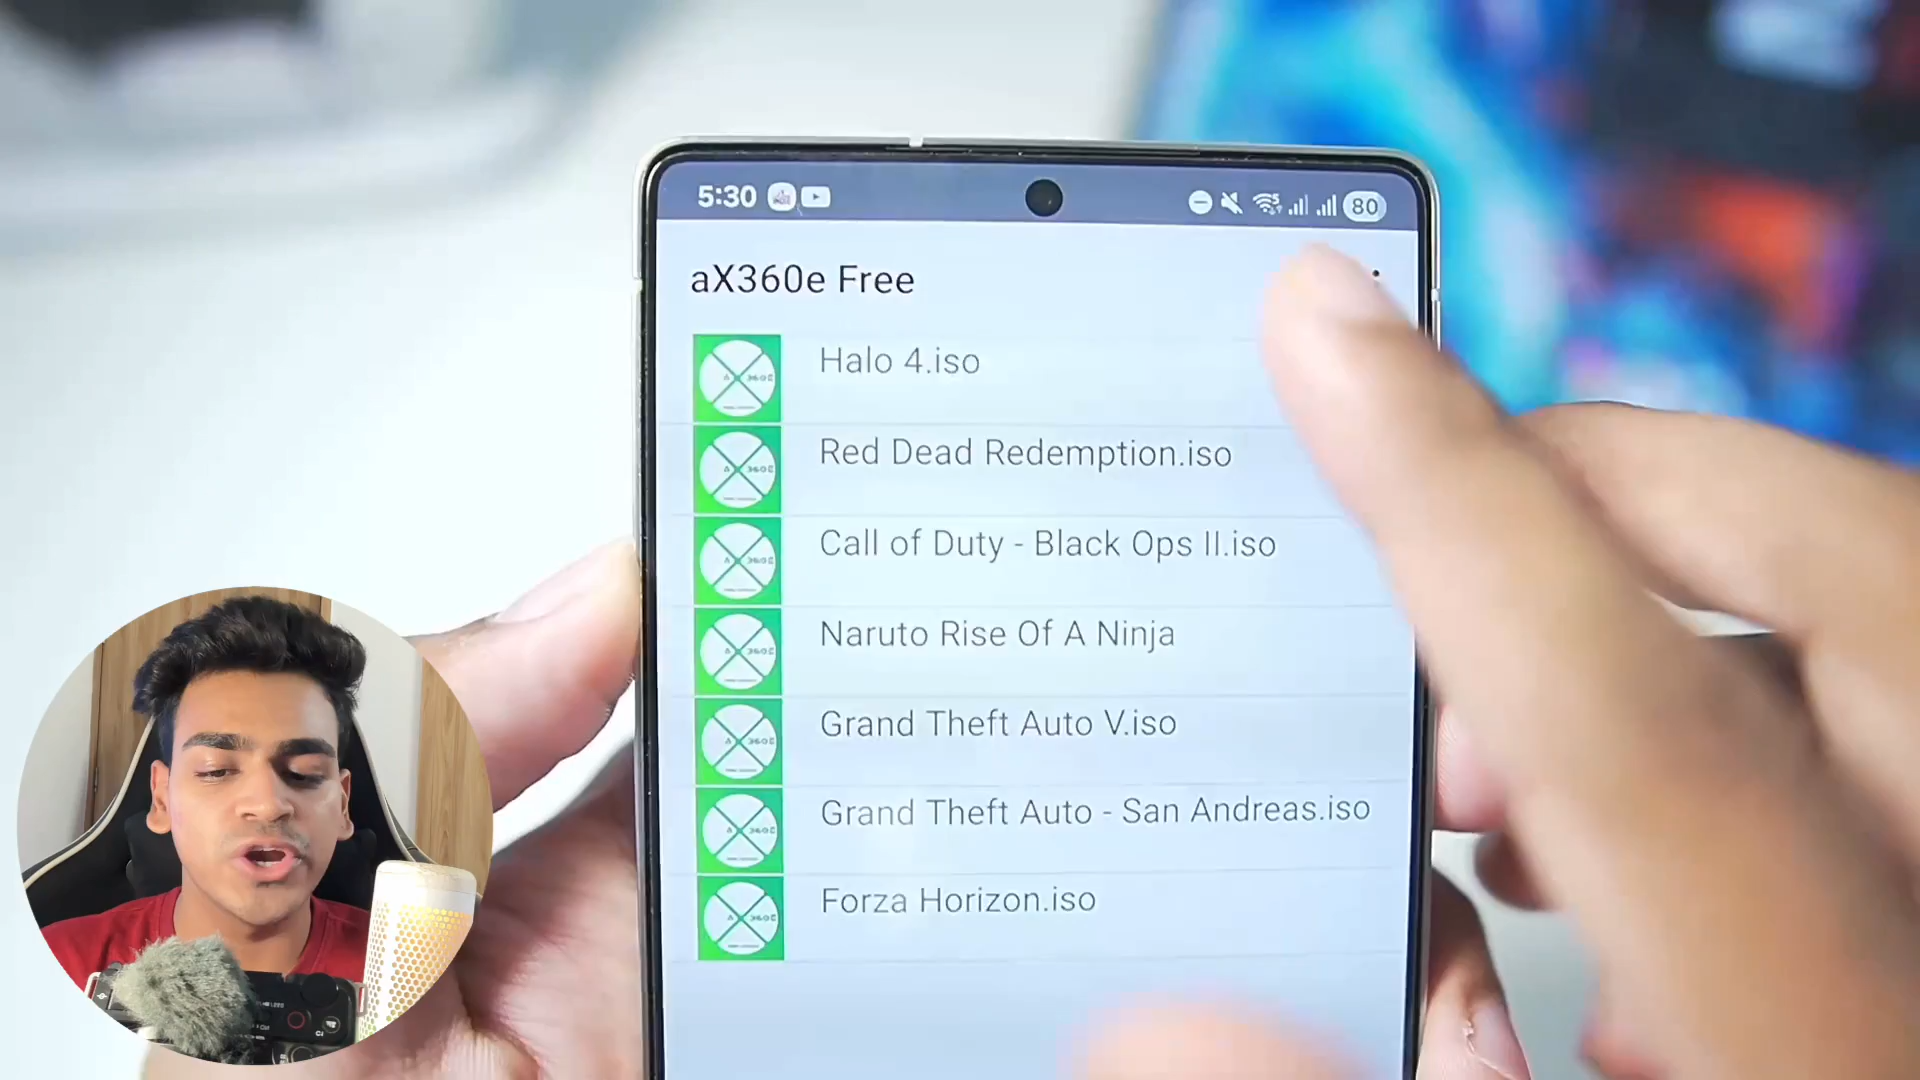 5:30
80
aX360e Free
Halo 4.iso
Red Dead Redemption.iso
Call of Duty - Black Ops II.iso
Naruto Rise Of A Ninja
Grand Theft Auto V.iso
Grand Theft Auto - San Andreas.iso
Forza Horizon.iso